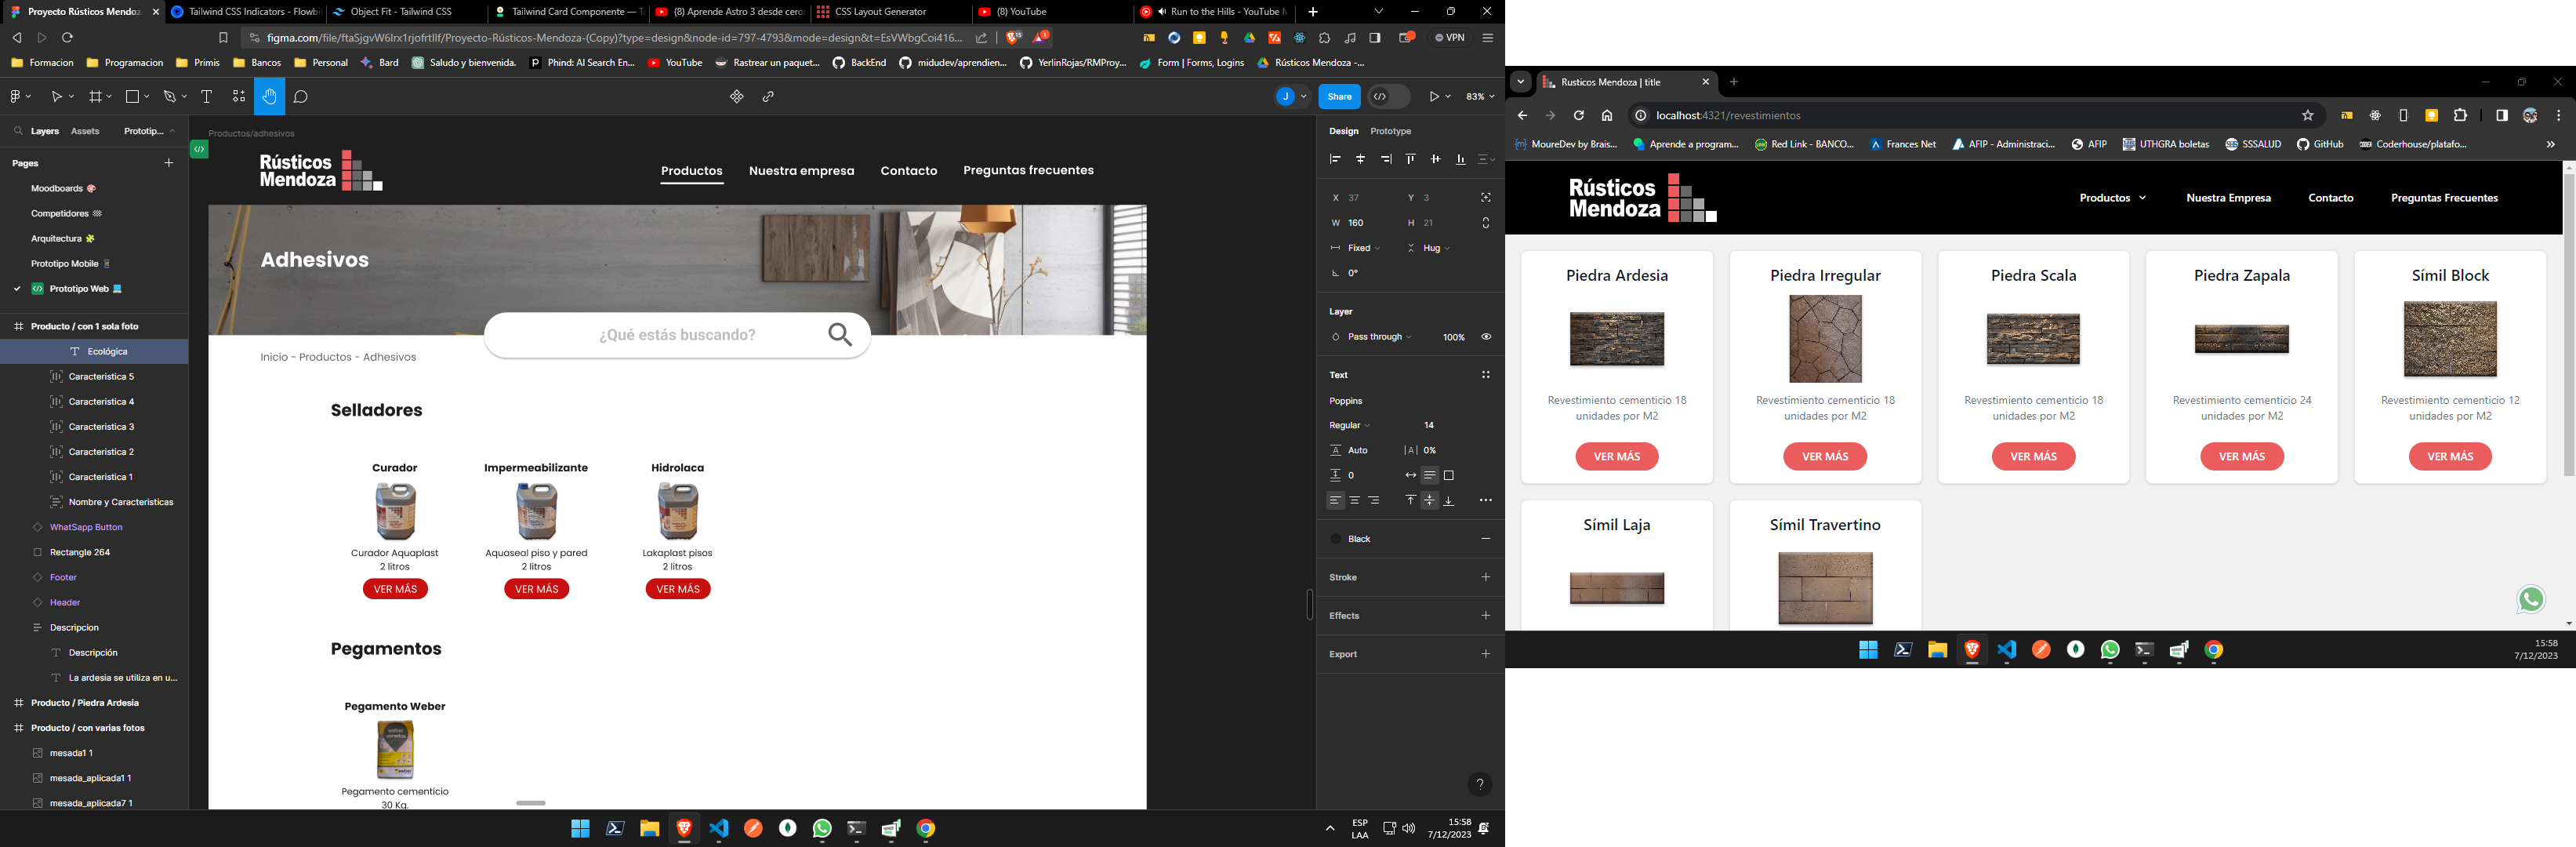 Proyecto Rústicos Mendoz
Tailwind CSS Indicators - Flowbi
Object Fit - Tailwind CSS
Tailwind Card Componente — T
(8) Aprende Astro 3 desde cero
CSS Layout Generator
(8) YouTube
Run to the Hills - YouTube M
figma.com/file/ftaSjgvW6lrx1rjofrtllf/Proyecto-Rústicos-Mendoza-(Copy)?type=design&node-id=797-4793&mode=design&t=EsVWbgCoi416...
15
1
VPN
Formacion
Programacion
Primis
Bancos
Personal
Bard
Saludo y bienvenida.
Phind: AI Search En...
YouTube
Rastrear un paquet...
BackEnd
midudev/aprendien...
YerlinRojas/RMProy...
Form | Forms, Logins
Rústicos Mendoza -...
J
Share
83%
Layers
Assets
Prototip...
Pages
Moodboards
Competidores
Arquitectura
Prototipo Mobile
Prototipo Web
Producto / con 1 sola foto
Ecológica
Caracteristica 5
Caracteristica 4
Caracteristica 3
Caracteristica 2
Caracteristica 1
Nombre y Caracteristicas
WhatSapp Button
Rectangle 264
Footer
Header
Descripcion
Descripción
La ardesia se utiliza en u...
Producto / Piedra Ardesia
Producto / con varias fotos
mesada1 1
mesada_aplicada1 1
mesada_aplicada7 1
Productos/adhesivos
Rústicos
Mendoza
Productos
Nuestra empresa
Contacto
Preguntas frecuentes
Adhesivos
¿Qué estás buscando?
Inicio - Productos - Adhesivos
Selladores
Curador
Impermeabilizante
Hidrolaca
Curador Aquaplast
2 litros
Aquaseal piso y pared
2 litros
Lakaplast pisos
2 litros
VER MÁS
VER MÁS
VER MÁS
Pegamentos
Pegamento Weber
Pegamento cementicio
30 Kg.
Design
Prototype
X 37
Y 3
W 160
H 21
Fixed
Hug
0°
Layer
Pass through
100%
Text
Poppins
Regular
14
Auto
|A| 0%
0
Black
Stroke
Effects
Export
?
ESP
LAA
15:58
7/12/2023
Rusticos Mendoza | title
localhost:4321/revestimientos
MoureDev by Brais...
Aprende a program...
Red Link - BANCO...
Frances Net
AFIP - Administraci...
AFIP
UTHGRA boletas
SSSALUD
GitHub
Coderhouse/platafo...
Rústicos
Mendoza
Productos
Nuestra Empresa
Contacto
Preguntas Frecuentes
Piedra Ardesia
Revestimiento cementicio 18
unidades por M2
VER MÁS
Piedra Irregular
Revestimiento cementicio 18
unidades por M2
VER MÁS
Piedra Scala
Revestimiento cementicio 18
unidades por M2
VER MÁS
Piedra Zapala
Revestimiento cementicio 24
unidades por M2
VER MÁS
Símil Block
Revestimiento cementicio 12
unidades por M2
VER MÁS
Símil Laja
Símil Travertino
15:58
7/12/2023